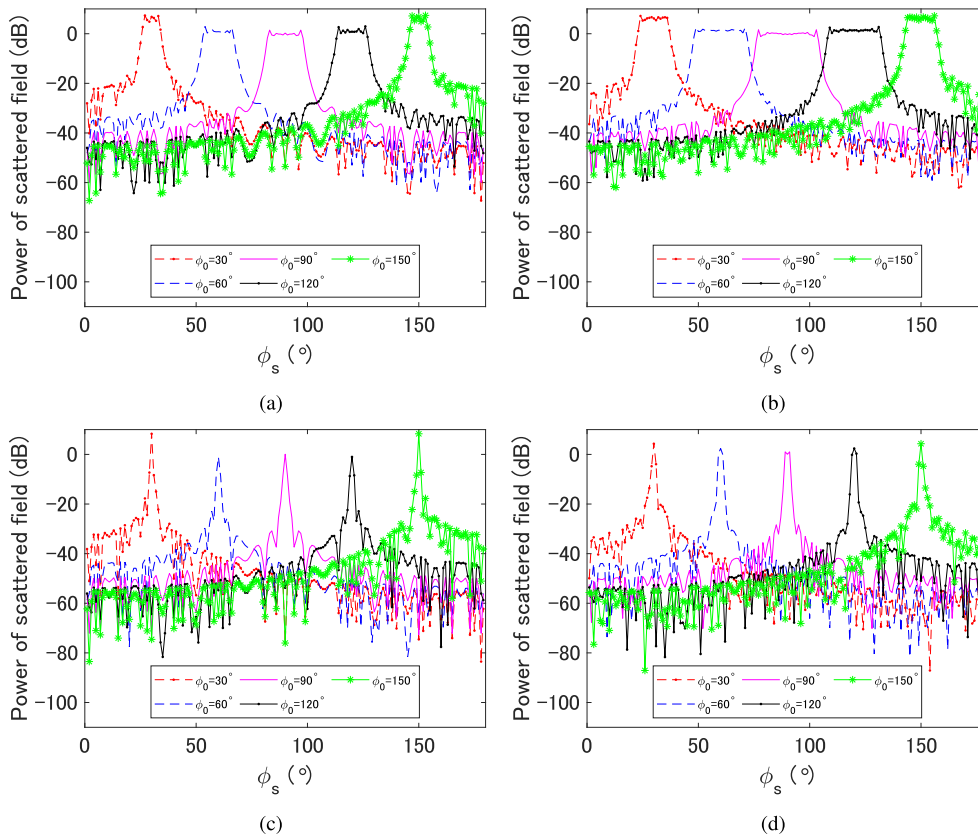 Power of scattered field (dB)
0
-20
-40
-60
-80
-100
ϕ0=30°
ϕ0=90°
ϕ0=150°
ϕ0=60°
ϕ0=120°
0
50
100
150
ϕs (°)
(a)
Power of scattered field (dB)
0
-20
-40
-60
-80
-100
ϕ0=30°
ϕ0=90°
ϕ0=150°
ϕ0=60°
ϕ0=120°
0
50
100
150
ϕs (°)
(b)
Power of scattered field (dB)
0
-20
-40
-60
-80
-100
ϕ0=30°
ϕ0=90°
ϕ0=150°
ϕ0=60°
ϕ0=120°
0
50
100
150
ϕs (°)
(c)
Power of scattered field (dB)
0
-20
-40
-60
-80
-100
ϕ0=30°
ϕ0=90°
ϕ0=150°
ϕ0=60°
ϕ0=120°
0
50
100
150
ϕs (°)
(d)